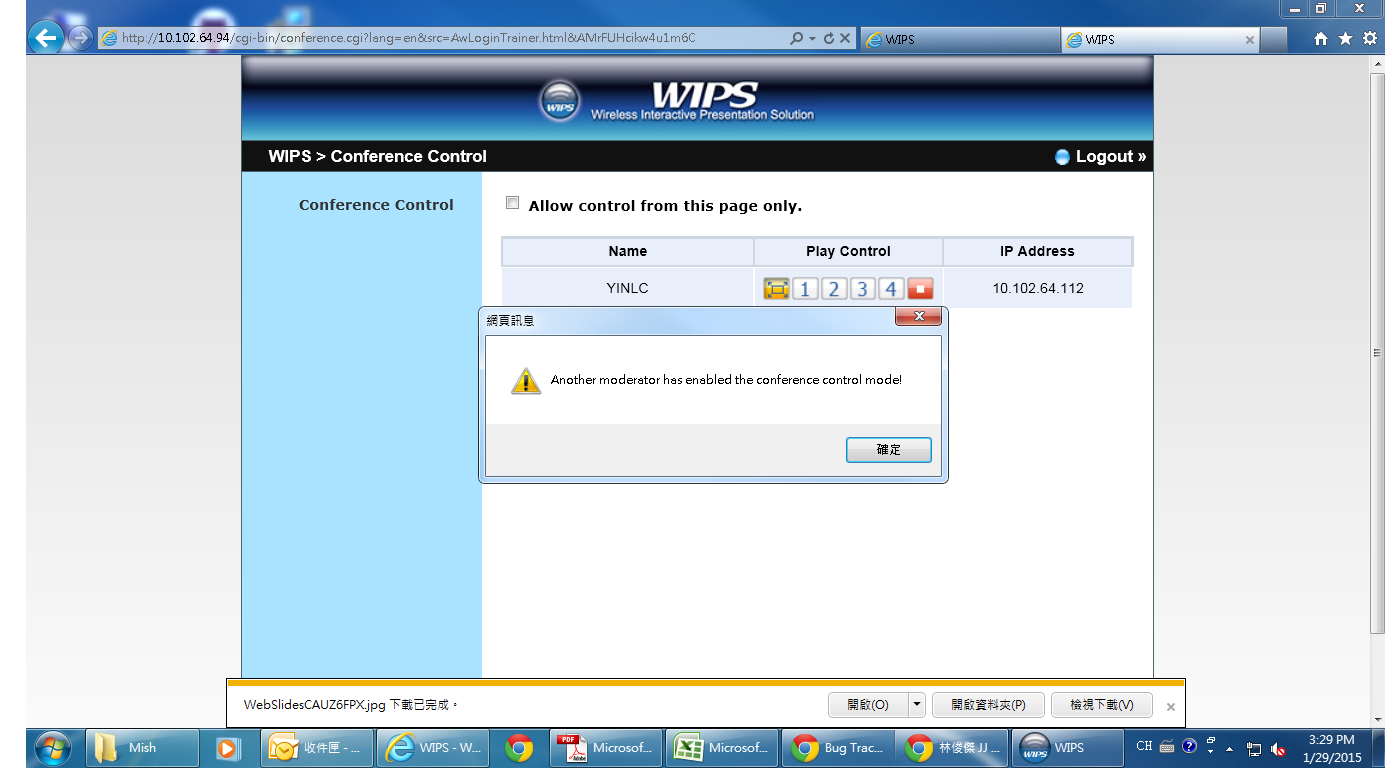 http://10.102.64.94/cgi-bin/conference.cgi?lang=en&src=AwLoginTrainer.html&AMrFUHcikw4u1m6C
WIPS
WIPS
WIPS
WIPS
Wireless Interactive Presentation Solution
WIPS > Conference Control
Logout »
Conference Control
Allow control from this page only.
Name Play Control IP Address
YINLC 1 2 3 4 10.102.64.112
網頁訊息
Another moderator has enabled the conference control mode!
確定
WebSlidesCAUZ6FPX.jpg 下載已完成。
開啟(O)
開啟資料夾(P)
檢視下載(V)
Mish
收件匣 - ...
WIPS - W...
PDF
Adobe
Microsof...
Microsof...
Bug Trac...
林俊傑 JJ ...
WIPS
WIPS
CH
3:29 PM
1/29/2015